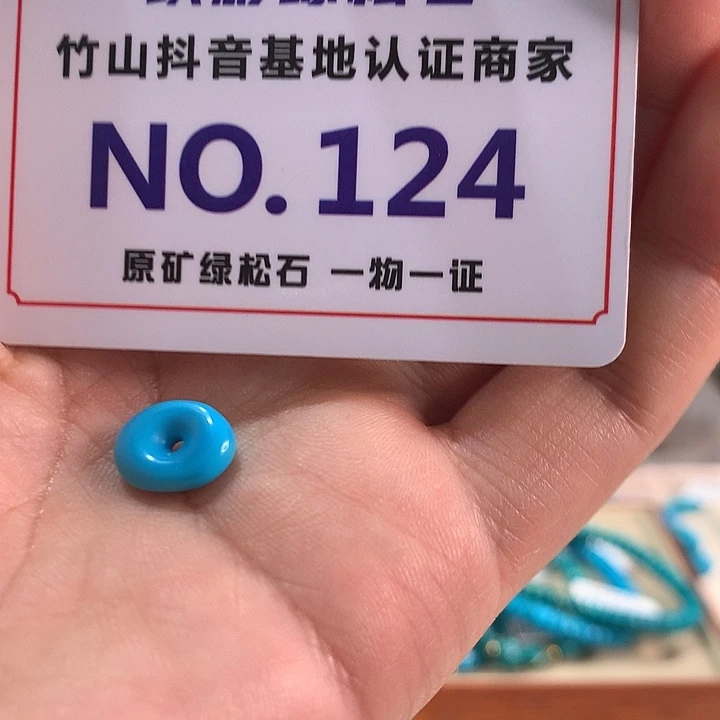 竹山抖音基地认证商家
NO.124
原矿绿松石 一物一证